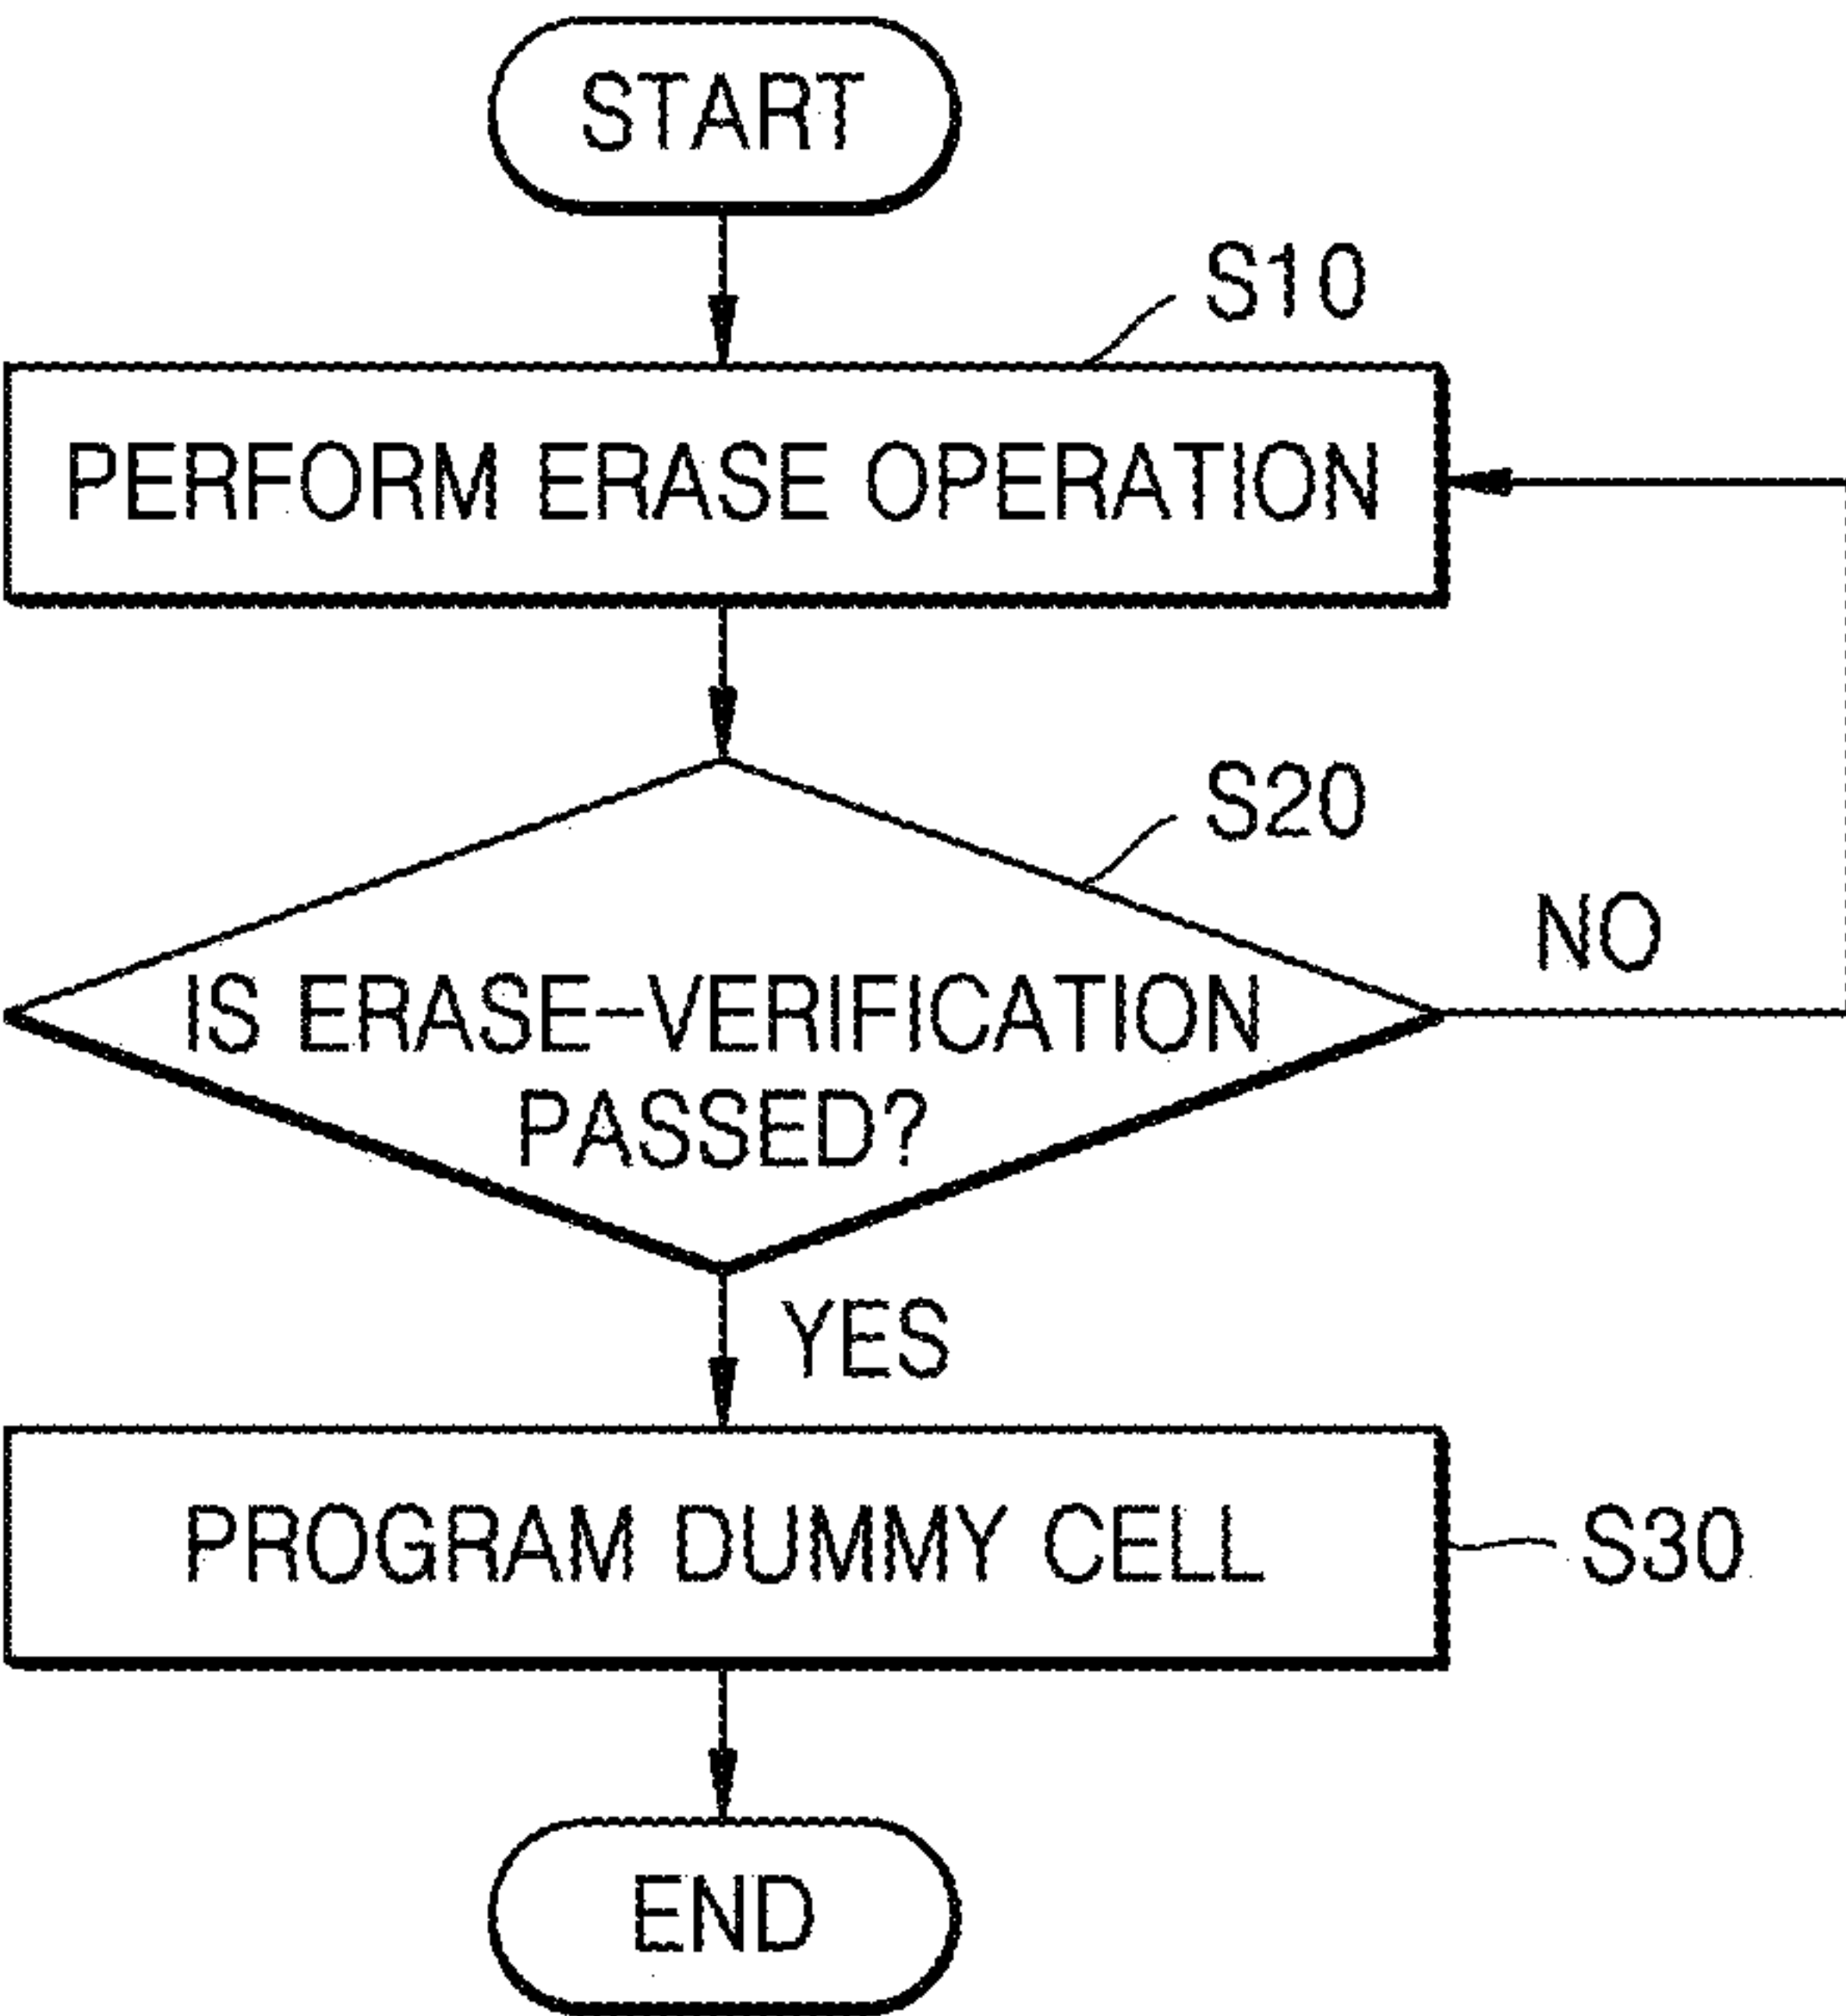 START
S10
PERFORM ERASE OPERATION
S20
NO
IS ERASE-VERIFICATION
PASSED?
YES
PROGRAM DUMMY CELL
S30
END